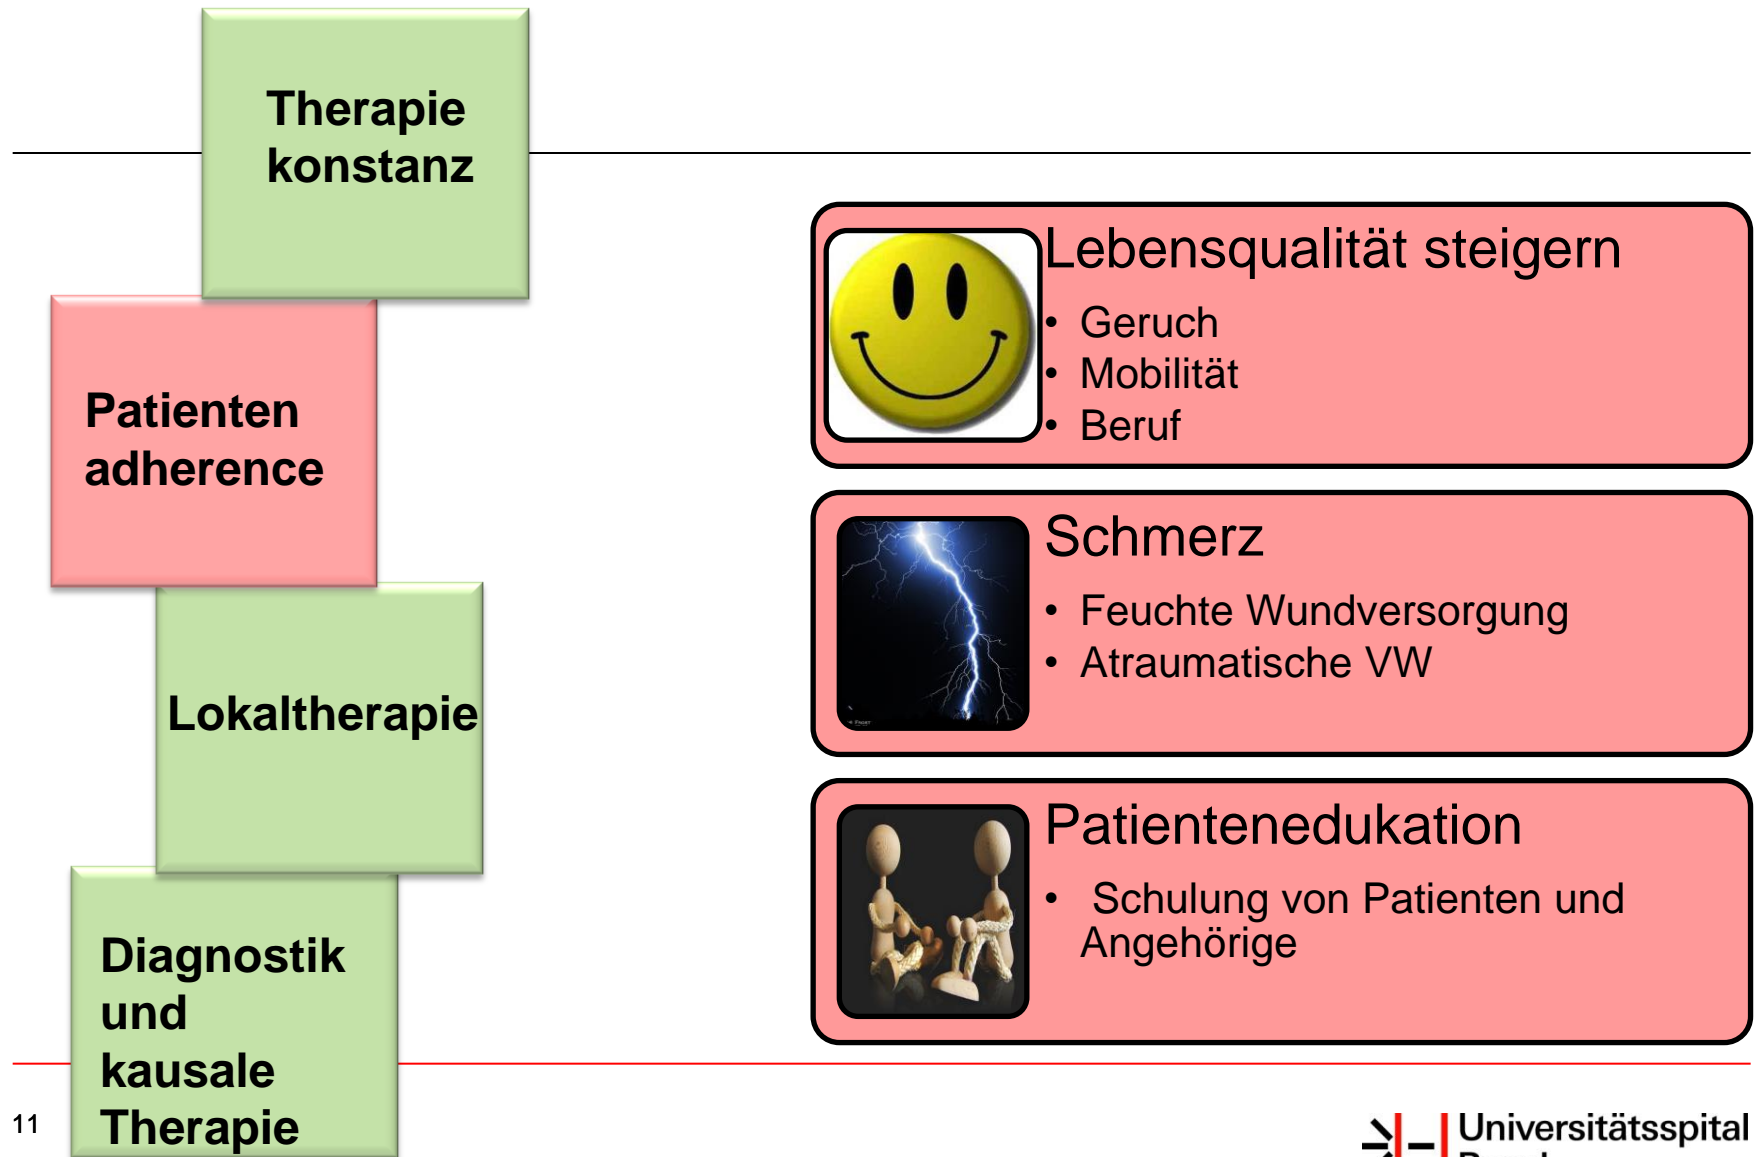 Therapie
konstanz
Patienten
adherence
Lokaltherapie
Diagnostik
und
kausale
Therapie
Lebensqualität steigern
• Geruch
• Mobilität
• Beruf
Schmerz
• Feuchte Wundversorgung
• Atraumatische VW
Patientenedukation
• Schulung von Patienten und
Angehörige
11
Universitätsspital